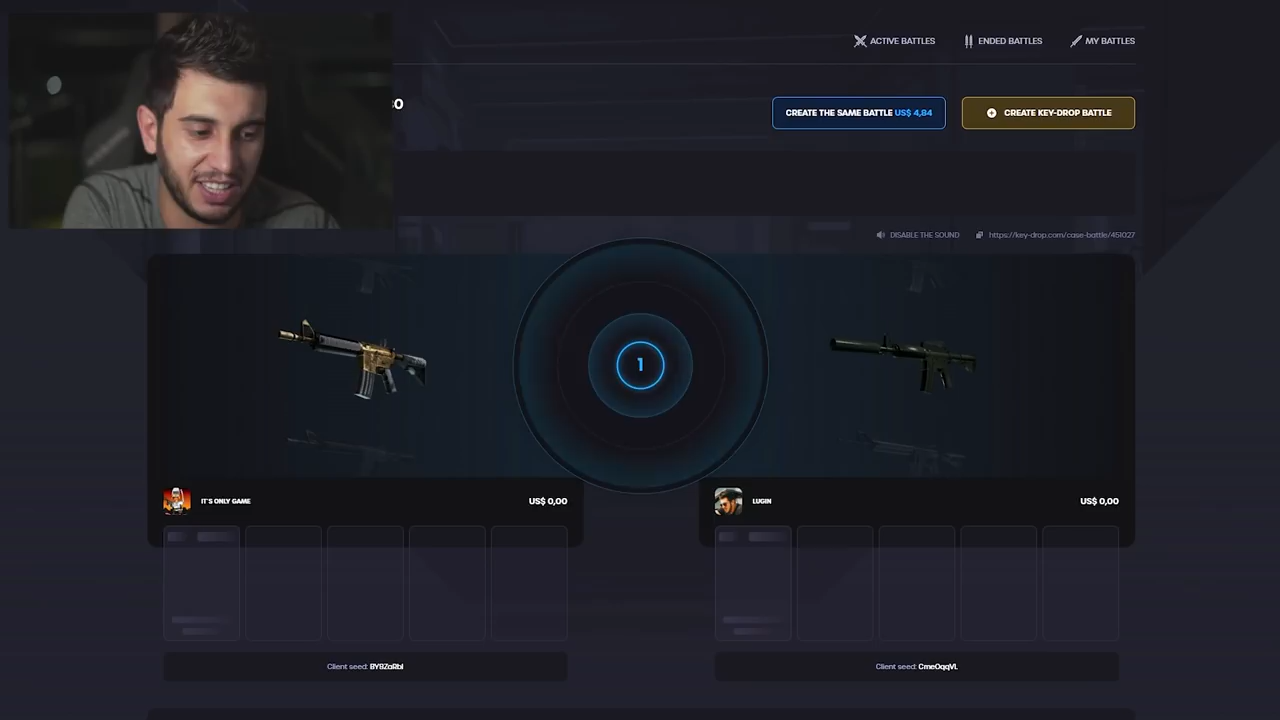 ACTIVE BATTLES
ENDED BATTLES
MY BATTLES
CREATE THE SAME BATTLE US$ 4,84
CREATE KEY-DROP BATTLE
DISABLE THE SOUND
https://key-drop.com/case-battle/451027
1
IT'S ONLY GAME
US$ 0,00
LUGIN
US$ 0,00
Client seed: BYBZaRbI
Client seed: CmeOqqVL